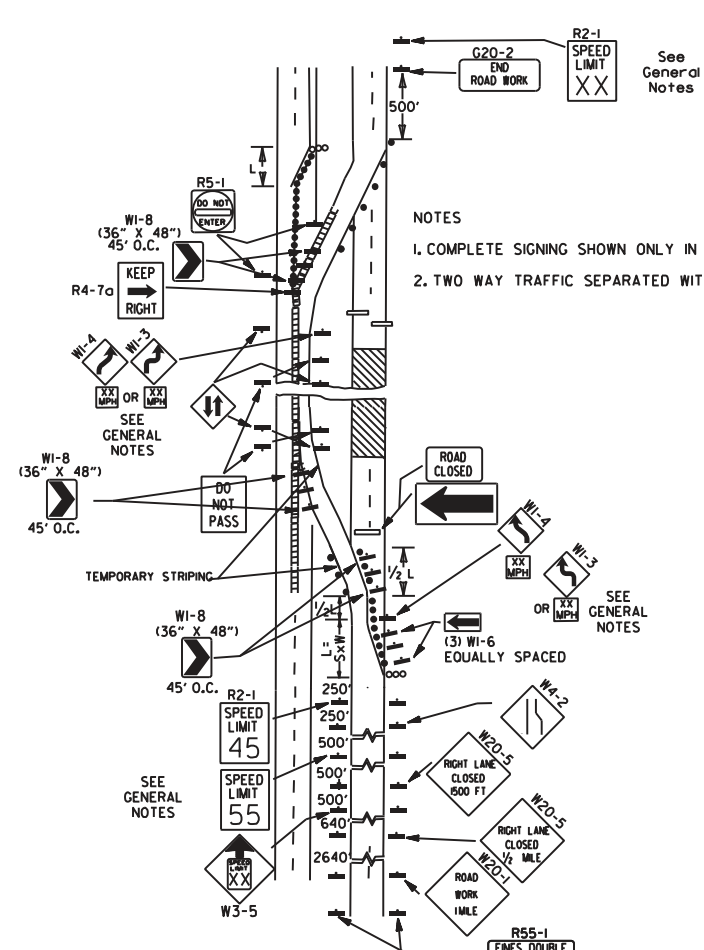 R2-1
SPEED
LIMIT
XX
See
General
Notes
G20-2
END
ROAD WORK
500'
L
R5-1
DO NOT
ENTER
W1-8
(36" X 48")
45' O.C.
R4-7a
KEEP
RIGHT
NOTES
1. COMPLETE SIGNING SHOWN ONLY IN
2. TWO WAY TRAFFIC SEPARATED WIT
W1-4
W1-3
XX
MPH
OR
XX
MPH
SEE
GENERAL
NOTES
W1-8
(36" X 48")
45' O.C.
DO
NOT
PASS
ROAD
CLOSED
W1-4
XX
MPH
W1-3
OR
XX
MPH
SEE
GENERAL
NOTES
TEMPORARY STRIPING
1/2 L
1/2L
L=
SxW
W1-8
(36" X 48")
45' O.C.
(3) W1-6
EQUALLY SPACED
R2-1
SPEED
LIMIT
45
250'
250'
500'
500'
500'
640'
2640'
W4-2
W20-5
RIGHT LANE
CLOSED
1500 FT
SEE
GENERAL
NOTES
SPEED
LIMIT
55
W20-5
RIGHT LANE
CLOSED
1/2 MILE
SPEED
LIMIT
XX
W3-5
W20-1
ROAD
WORK
1 MILE
R55-1
FINES DOUBLE